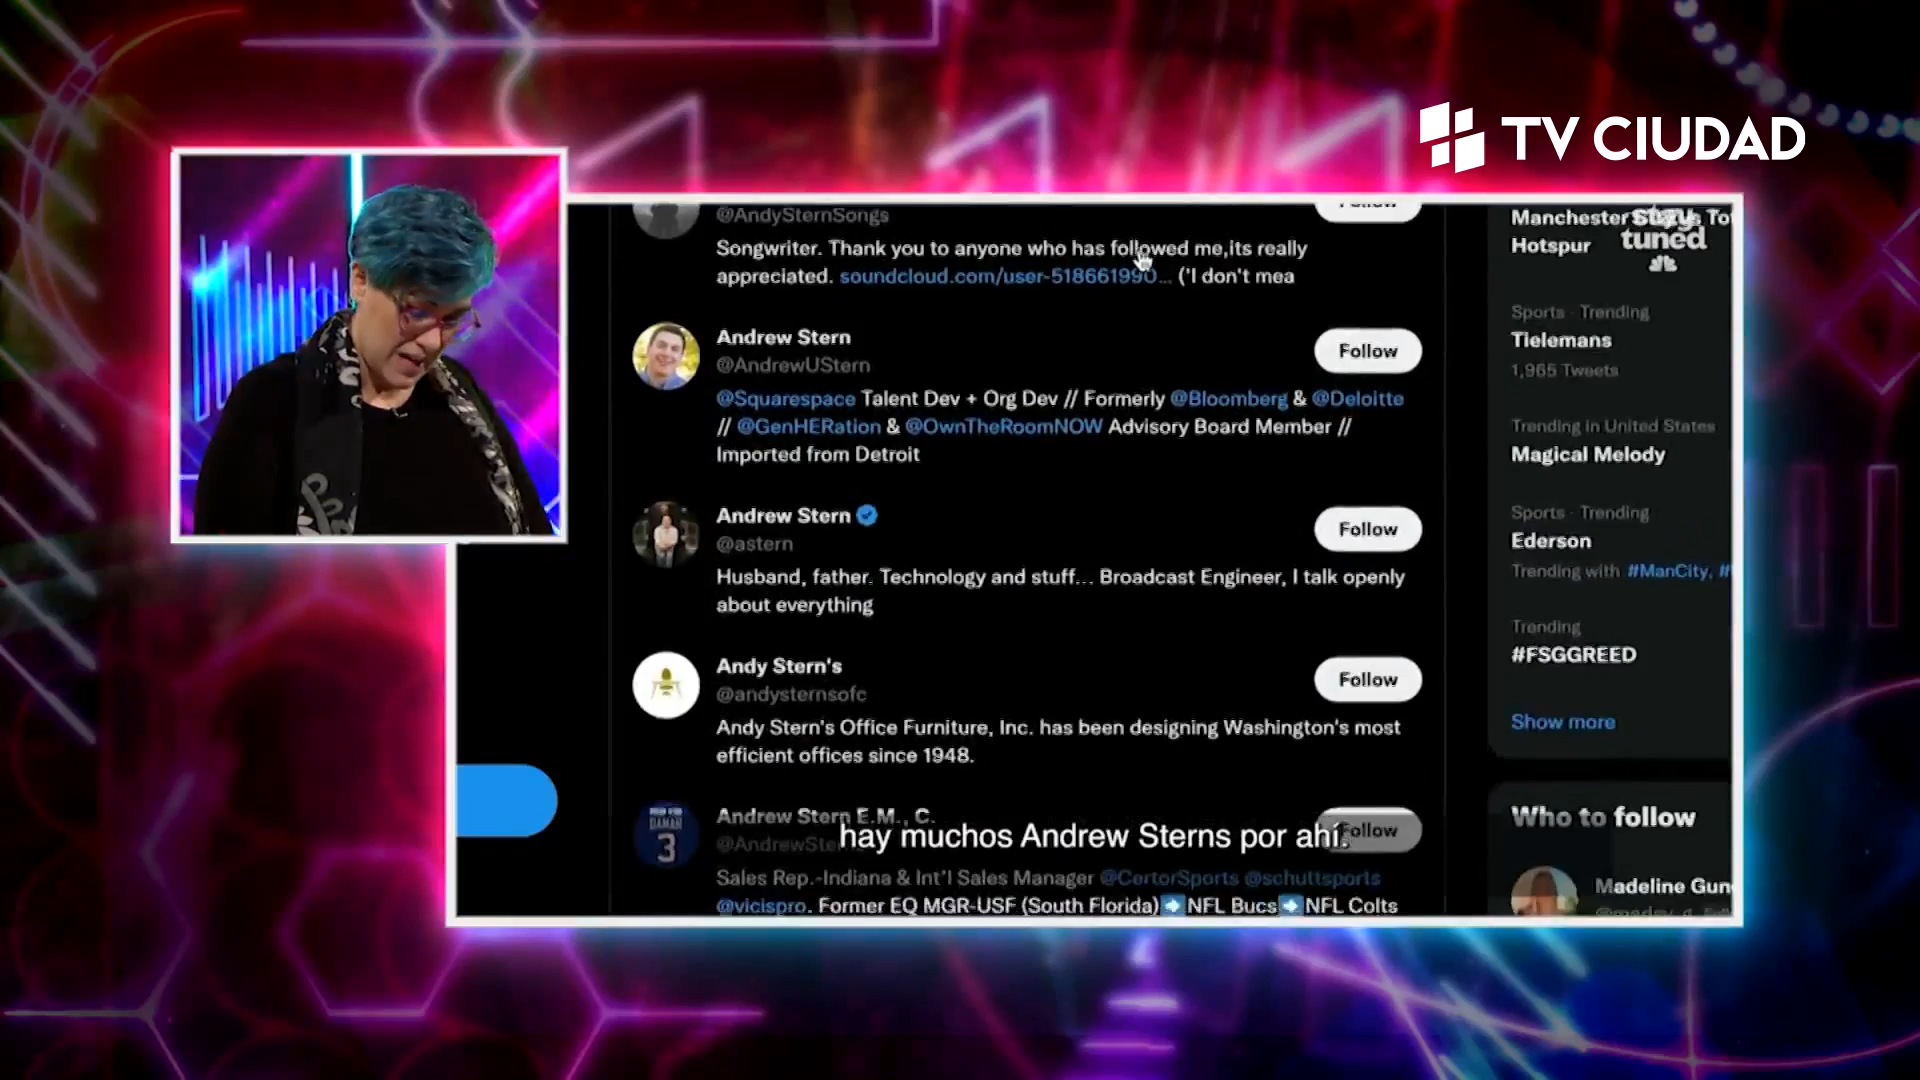 TV CIUDAD
@AndySternSongs
Songwriter. Thank you to anyone who has followed me,its really
appreciated. soundcloud.com/user-518661990... ('I don't mea
Andrew Stern
@AndrewUStern
Follow
@Squarespace Talent Dev + Org Dev // Formerly @Bloomberg & @Deloitte
// @GenHERation & @OwnTheRoomNOW Advisory Board Member //
Imported from Detroit
Andrew Stern
@astern
Follow
Husband, father. Technology and stuff... Broadcast Engineer, I talk openly
about everything
Andy Stern's
@andysternsofc
Follow
Andy Stern's Office Furniture, Inc. has been designing Washington's most
efficient offices since 1948.
Andrew Stern E.M., C.
Follow
hay muchos Andrew Sterns por ahí.
Sales Rep.-Indiana & Int'l Sales Manager @CertorSports @schuttsports
@vicispro. Former EQ MGR-USF (South Florida)➡NFL Bucs➡NFL Colts
DAMAR
3
stay
tuned
Manchester
Hotspur
Sports · Trending
Tielemans
1,965 Tweets
Trending in United States
Magical Melody
Sports · Trending
Ederson
Trending with #ManCity,
Trending
#FSGGREED
Show more
Who to follow
Madeline Gun